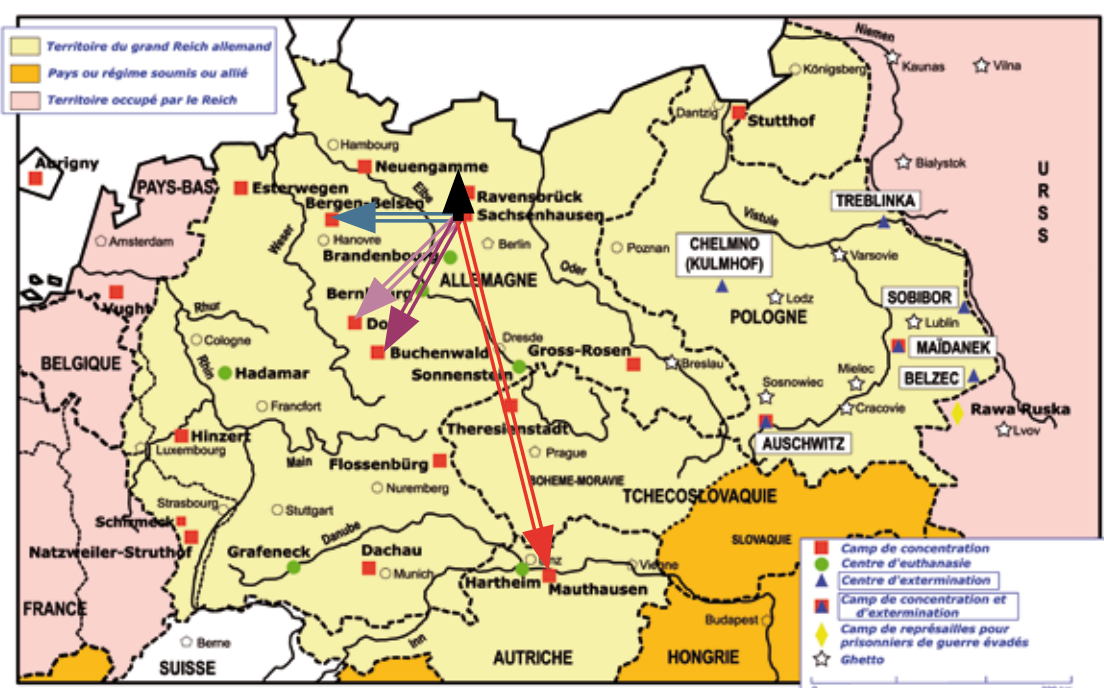 Territoire du grand Reich allemand
Pays ou régime soumis ou allié
Territoire occupé par le Reich
Niemen
Kaunas
Vilna
Königsberg
Dantzig
Stutthof
Hambourg
Neuengamme
Aurigny
PAYS-BAS
Esterwegen
Elbe
Bergen-Belsen
Ravensbrück
Sachsenhausen
Bialystok
URSS
TREBLINKA
Vistule
Weser
Amsterdam
Hanovre
Berlin
Poznan
CHELMNO
(KULMHOF)
Varsovie
Brandenbourg
Oder
ALLEMAGNE
Bernburg
Vught
Rhur
Do
Lodz
POLOGNE
SOBIBOR
Lublin
MAÏDANEK
BELGIQUE
Cologne
Rhin
Buchenwald
Dresde
Gross-Rosen
Breslau
Hadamar
Sonnenstein
Sosnowiec
Mielec
BELZEC
Francfort
Cracovie
Rawa Ruska
Lvov
Theresienstadt
Hinzert
Luxembourg
Main
Flossenbürg
Prague
AUSCHWITZ
BOHEME-MORAVIE
Nuremberg
TCHECOSLOVAQUIE
Strasbourg
Stuttgart
Schirmeck
Danube
SLOVAQUIE
Natzweiler-Struthof
Grafeneck
Dachau
Munich
Linz
Vienne
Hartheim
Mauthausen
FRANCE
Budapest
Berne
Inn
SUISSE
AUTRICHE
HONGRIE
Camp de concentration
Centre d'euthanasie
Centre d'extermination
Camp de concentration et
d'extermination
Camp de représailles pour
prisonniers de guerre évadés
Ghetto